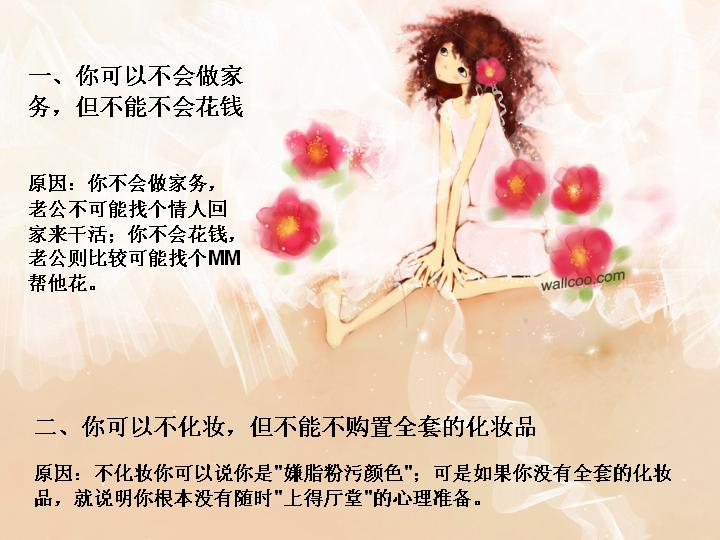 一、你可以不会做家
务，但不能不会花钱
原因：你不会做家务，
老公不可能找个情人回
家来干活；你不会花钱，
老公则比较可能找个MM
帮他花。
wallcoo.com
二、你可以不化妆，但不能不购置全套的化妆品
原因：不化妆你可以说你是"嫌脂粉污颜色"；可是如果你没有全套的化妆
品，就说明你根本没有随时"上得厅堂"的心理准备。